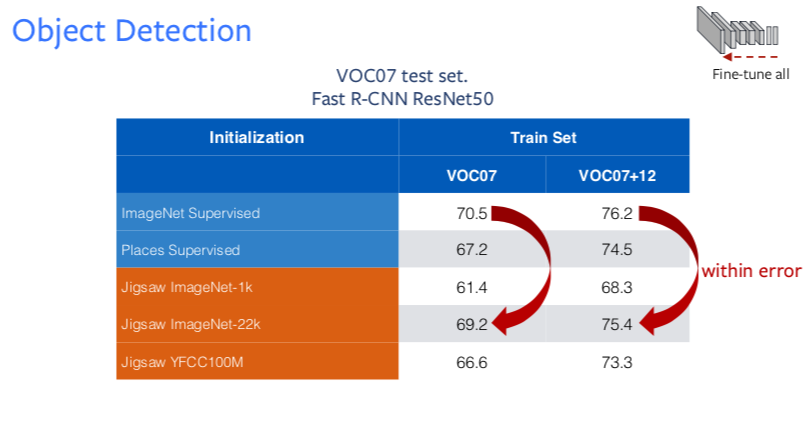 Object Detection
Fine-tune all
VOC07 test set.
Fast R-CNN ResNet50
Initialization Train Set
VOC07 VOC07+12
ImageNet Supervised 70.5 76.2
Places Supervised 67.2 74.5
within error
Jigsaw ImageNet-1k 61.4 68.3
Jigsaw ImageNet-22k 69.2 75.4
Jigsaw YFCC100M 66.6 73.3